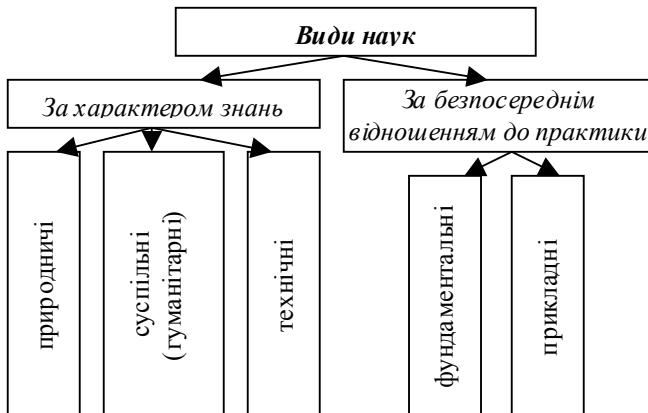 Види наук
За характером знань
За безпосереднім
відношенням до практики
природничі
суспільні
(гуманітарні)
технічні
фундаментальні
прикладні